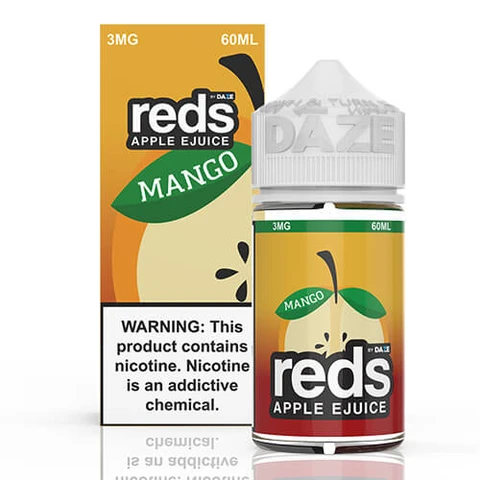 3MG 60ML
reds
BY DAZE
APPLE EJUICE
MANGO
WARNING: This
product contains
nicotine. Nicotine
is an addictive
chemical.
DAZE
3MG 60ML
MANGO
BY DAZE
reds
APPLE EJUICE